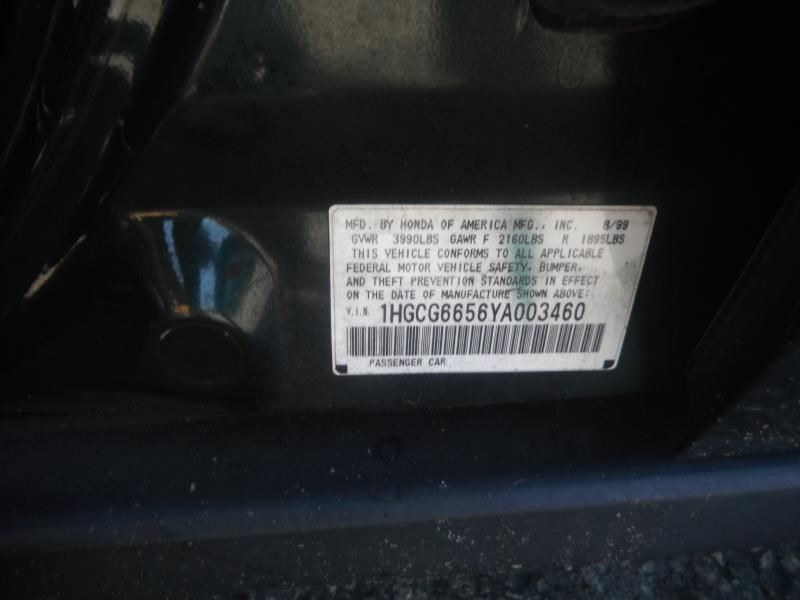 MFD. BY HONDA OF AMERICA MFG., INC. 8/99
GVWR 3990LBS GAWR F 2160LBS R 1895LBS
THIS VEHICLE CONFORMS TO ALL APPLICABLE
FEDERAL MOTOR VEHICLE SAFETY, BUMPER,
AND THEFT PREVENTION STANDARDS IN EFFECT
ON THE DATE OF MANUFACTURE SHOWN ABOVE:
V.I.N. 1HGCG6656YA003460
PASSENGER CAR